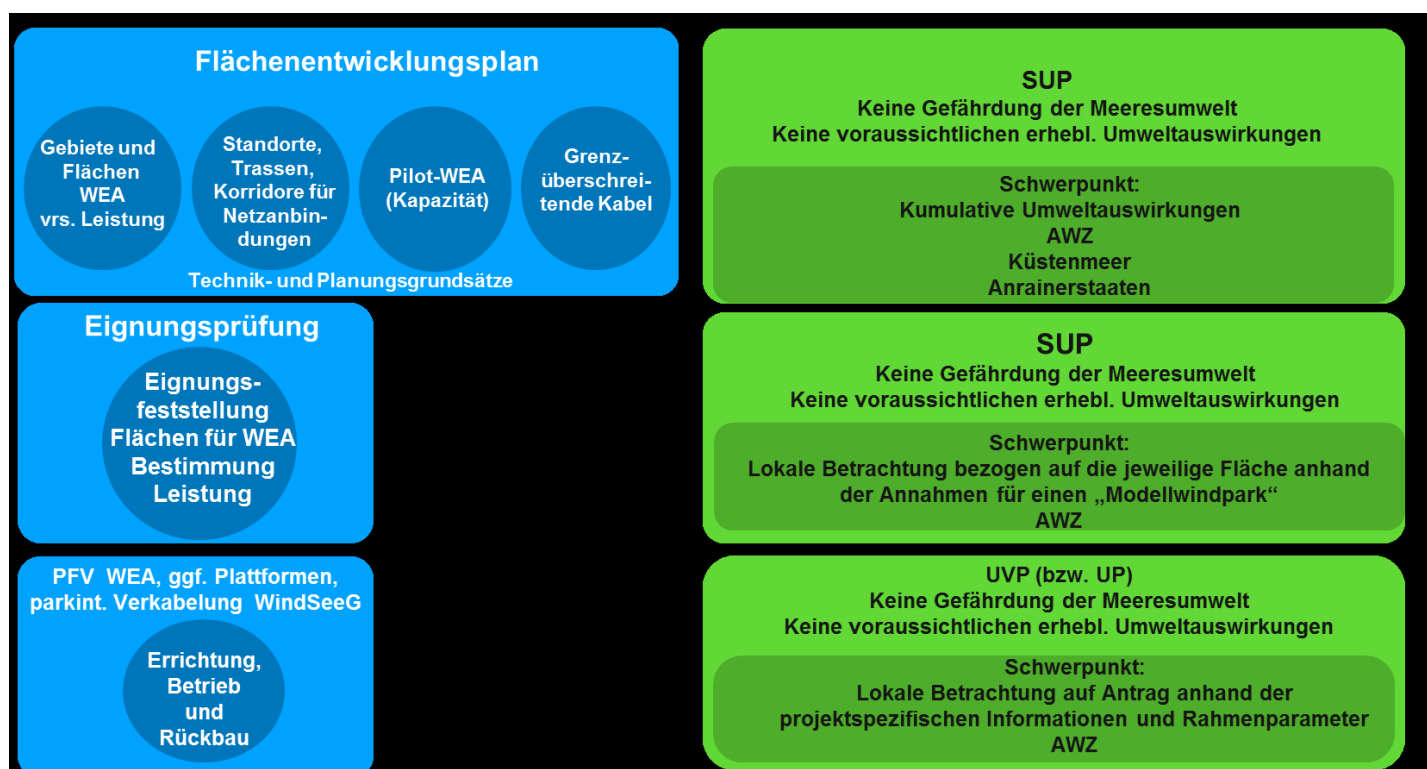 Flächenentwicklungsplan
Gebiete und
Flächen
WEA
vrs. Leistung
Standorte,
Trassen,
Korridore für
Netzanbin-
dungen
Pilot-WEA
(Kapazität)
Grenz-
überschrei-
tende Kabel
Technik- und Planungsgrundsätze
SUP
Keine Gefährdung der Meeresumwelt
Keine voraussichtlichen erhebl. Umweltauswirkungen
Schwerpunkt:
Kumulative Umweltauswirkungen
AWZ
Küstenmeer
Anrainerstaaten
Eignungsprüfung
Eignungs-
feststellung
Flächen für WEA
Bestimmung
Leistung
SUP
Keine Gefährdung der Meeresumwelt
Keine voraussichtlichen erhebl. Umweltauswirkungen
Schwerpunkt:
Lokale Betrachtung bezogen auf die jeweilige Fläche anhand
der Annahmen für einen „Modellwindpark“
AWZ
PFV WEA, ggf. Plattformen,
parkint. Verkabelung WindSeeG
Errichtung,
Betrieb
und
Rückbau
UVP (bzw. UP)
Keine Gefährdung der Meeresumwelt
Keine voraussichtlichen erhebl. Umweltauswirkungen
Schwerpunkt:
Lokale Betrachtung auf Antrag anhand der
projektspezifischen Informationen und Rahmenparameter
AWZ